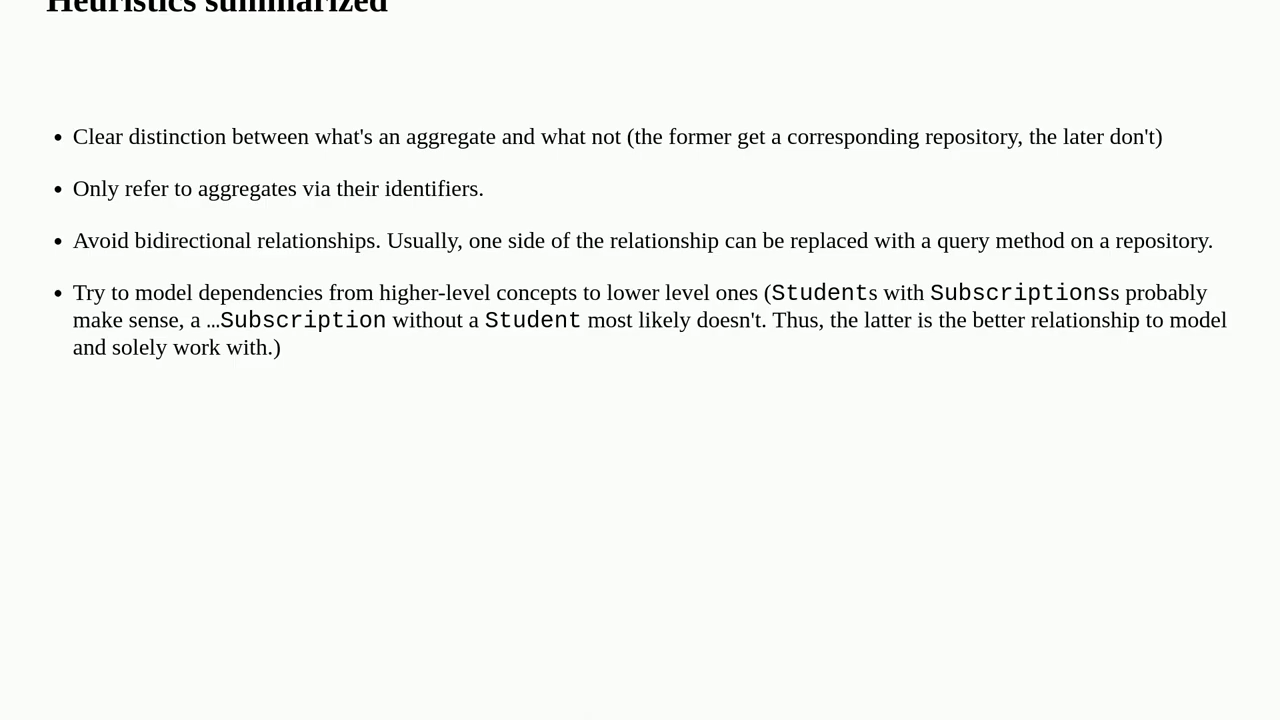 Heuristics summarized
• Clear distinction between what's an aggregate and what not (the former get a corresponding repository, the later don't)
• Only refer to aggregates via their identifiers.
• Avoid bidirectional relationships. Usually, one side of the relationship can be replaced with a query method on a repository.
• Try to model dependencies from higher-level concepts to lower level ones (Students with Subscriptionss probably
make sense, a …Subscription without a Student most likely doesn't. Thus, the latter is the better relationship to model
and solely work with.)